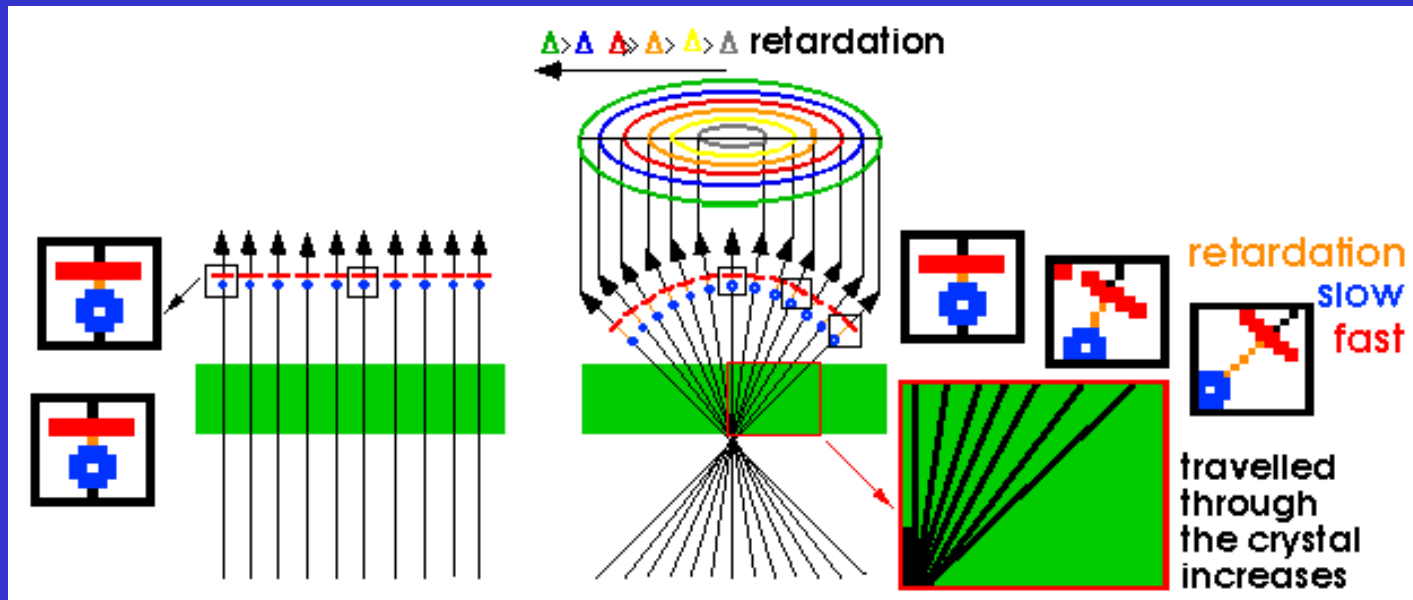 Δ>Δ Δ>Δ>Δ>Δ retardation
retardation
slow
fast
travelled
through
the crystal
increases